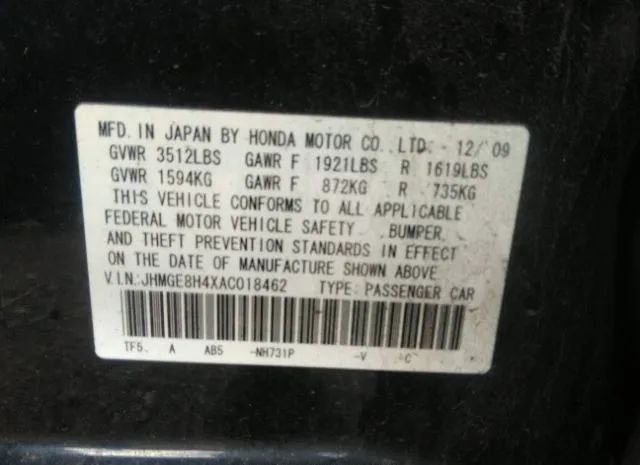 MFD. IN JAPAN BY HONDA MOTOR CO., LTD. 12/09
GVWR 3512LBS GAWR F 1921LBS R 1619LBS
GVWR 1594KG GAWR F 872KG R 735KG
THIS VEHICLE CONFORMS TO ALL APPLICABLE
FEDERAL MOTOR VEHICLE SAFETY, BUMPER,
AND THEFT PREVENTION STANDARDS IN EFFECT
ON THE DATE OF MANUFACTURE SHOWN ABOVE
V.I.N.:JHMGE8H4XAC018462 TYPE: PASSENGER CAR
TF5. A AB5 -NH731P -V -C